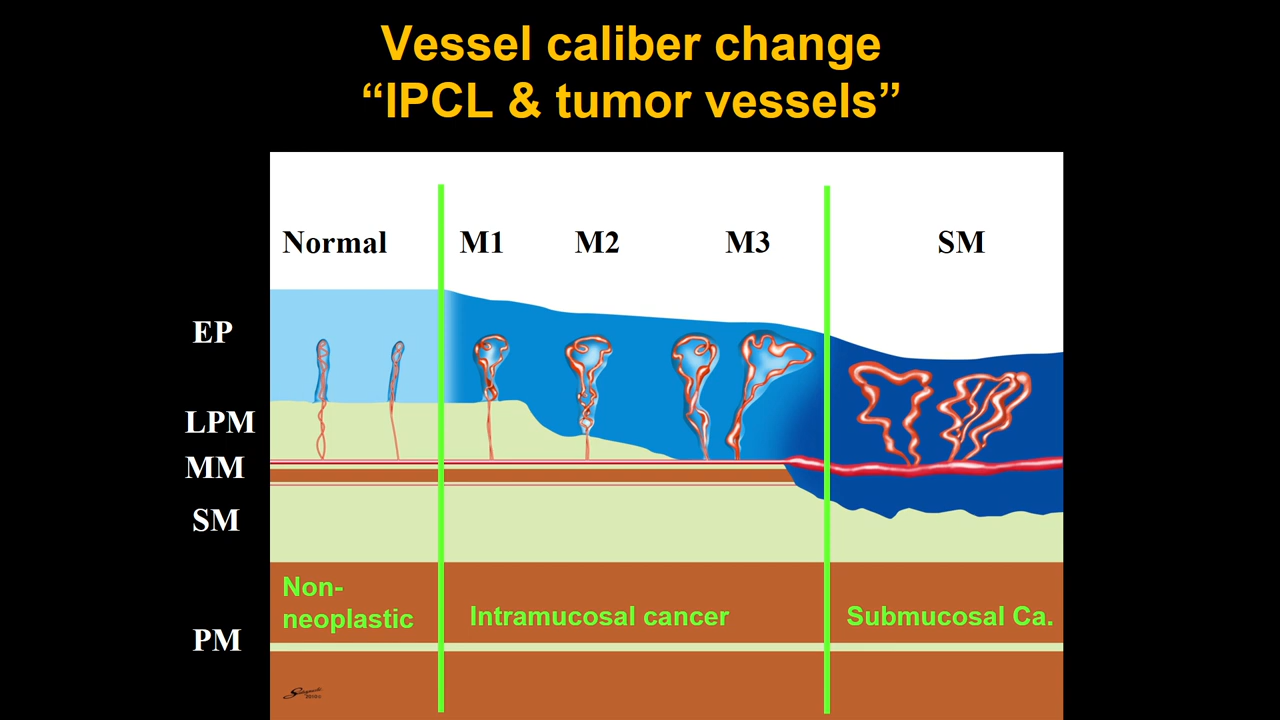 Vessel caliber change
“IPCL & tumor vessels”
Normal M1 M2 M3 SM
EP
LPM
MM
SM
Non-
neoplastic
Intramucosal cancer
Submucosal Ca.
PM